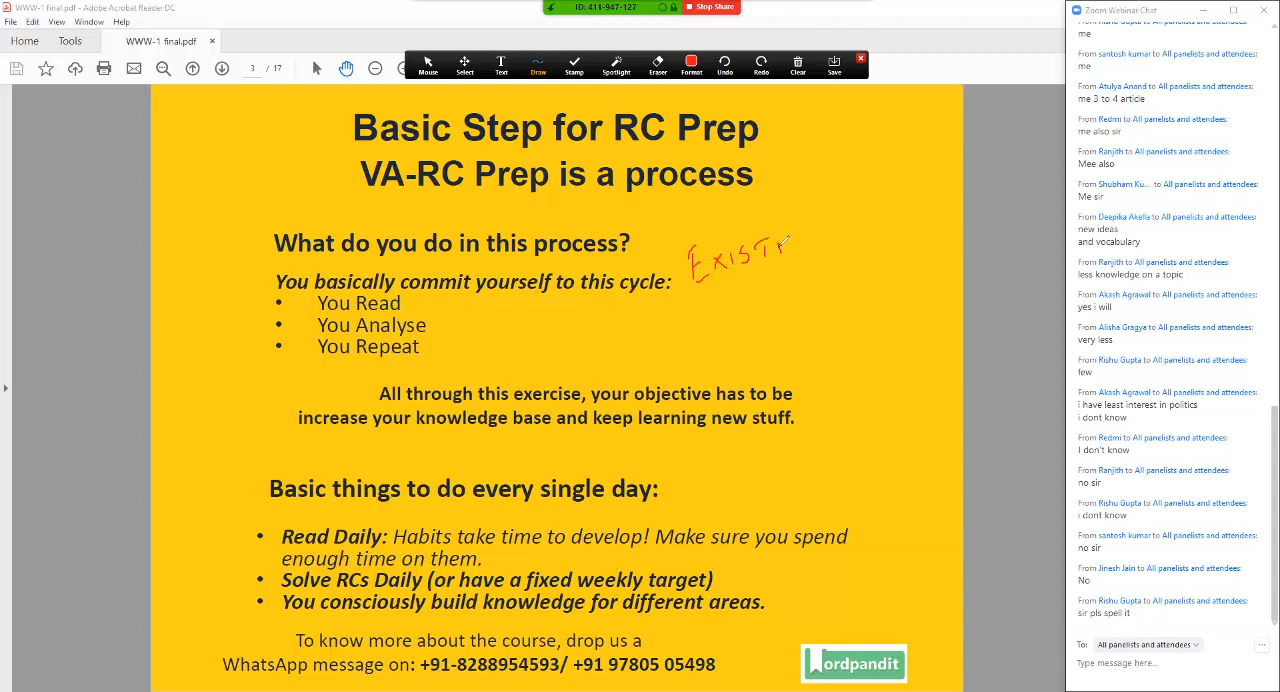 WWW-1 final.pdf - Adobe Acrobat Reader DC
File Edit View Window Help
Home Tools WWW-1 final.pdf ×
3 / 17
ID: 411-947-127 Stop Share
Mouse Select Text Draw Stamp Spotlight Eraser Format Undo Redo Clear Save
Basic Step for RC Prep
VA-RC Prep is a process
What do you do in this process?
EXIST
You basically commit yourself to this cycle:
• You Read
• You Analyse
• You Repeat
All through this exercise, your objective has to be
increase your knowledge base and keep learning new stuff.
Basic things to do every single day:
• Read Daily: Habits take time to develop! Make sure you spend
enough time on them.
• Solve RCs Daily (or have a fixed weekly target)
• You consciously build knowledge for different areas.
To know more about the course, drop us a
WhatsApp message on: +91-8288954593/ +91 97805 05498
Wordpandit
Zoom Webinar Chat
From Rishu Gupta to All panelists and attendees:
me
From santosh kumar to All panelists and attendees:
me
From Atulya Anand to All panelists and attendees:
me 3 to 4 article
From Redmi to All panelists and attendees:
me also sir
From Ranjith to All panelists and attendees:
Mee also
From Shubham Ku... to All panelists and attendees:
Me sir
From Deepika Akella to All panelists and attendees:
new ideas
and vocabulary
From Ranjith to All panelists and attendees:
less knowledge on a topic
From Akash Agrawal to All panelists and attendees:
yes i will
From Alisha Gragya to All panelists and attendees:
very less
From Rishu Gupta to All panelists and attendees:
few
From Akash Agrawal to All panelists and attendees:
i have least interest in politics
i dont know
From Redmi to All panelists and attendees:
I don't know
From Ranjith to All panelists and attendees:
no sir
From Rishu Gupta to All panelists and attendees:
i dont know
From santosh kumar to All panelists and attendees:
no sir
From Jinesh Jain to All panelists and attendees:
No
From Rishu Gupta to All panelists and attendees:
sir pls spell it
To: All panelists and attendees
Type message here...